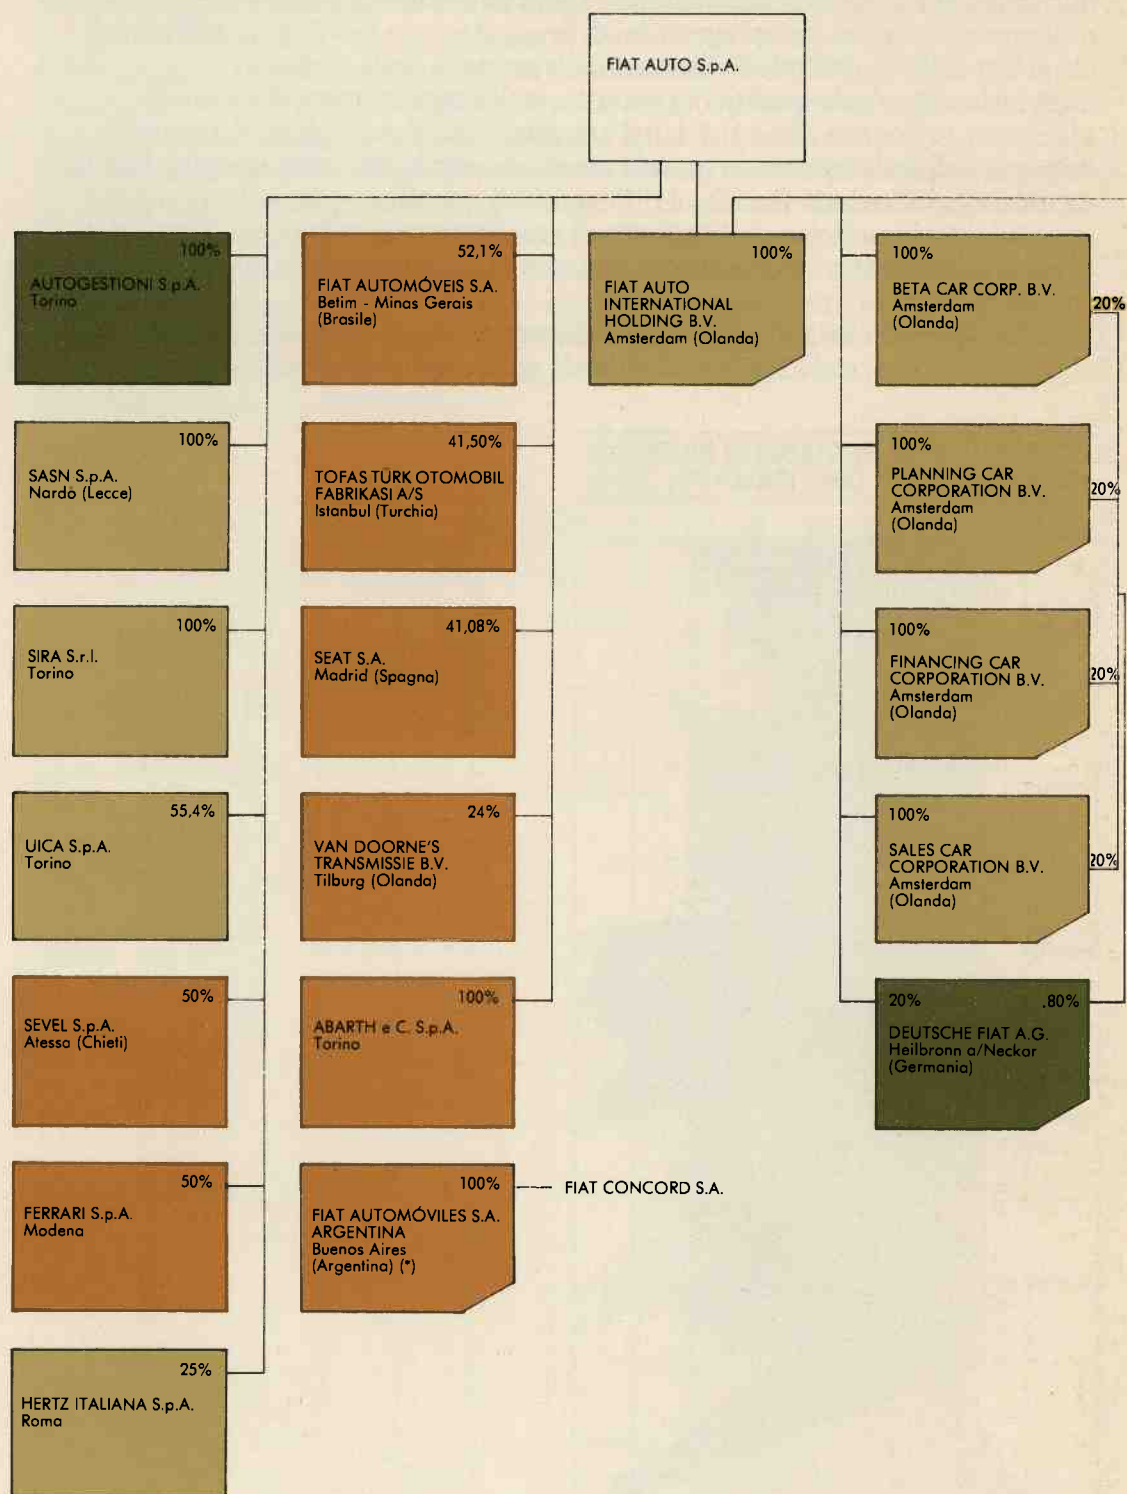 FIAT AUTO S.p.A.
100%
AUTOGESTIONI S.p.A.
Torino
100%
SASN S.p.A.
Nardò (Lecce)
100%
SIRA S.r.l.
Torino
55,4%
UICA S.p.A.
Torino
50%
SEVEL S.p.A.
Atessa (Chieti)
50%
FERRARI S.p.A.
Modena
25%
HERTZ ITALIANA S.p.A.
Roma
52,1%
FIAT AUTOMÓVEIS S.A.
Betim - Minas Gerais
(Brasile)
41,50%
TOFAS TÜRK OTOMOBIL
FABRIKASI A/S
Istanbul (Turchia)
41,08%
SEAT S.A.
Madrid (Spagna)
24%
VAN DOORNE'S
TRANSMISSIE B.V.
Tilburg (Olanda)
100%
ABARTH e C. S.p.A.
Torino
100%
FIAT AUTOMÓVILES S.A.
ARGENTINA
Buenos Aires
(Argentina) (*)
FIAT CONCORD S.A.
100%
FIAT AUTO
INTERNATIONAL
HOLDING B.V.
Amsterdam (Olanda)
100%
BETA CAR CORP. B.V.
Amsterdam
(Olanda)
20%
100%
PLANNING CAR
CORPORATION B.V.
Amsterdam
(Olanda)
20%
100%
FINANCING CAR
CORPORATION B.V.
Amsterdam
(Olanda)
20%
100%
SALES CAR
CORPORATION B.V.
Amsterdam
(Olanda)
20%
20% .80%
DEUTSCHE FIAT A.G.
Heilbronn a/Neckar
(Germania)